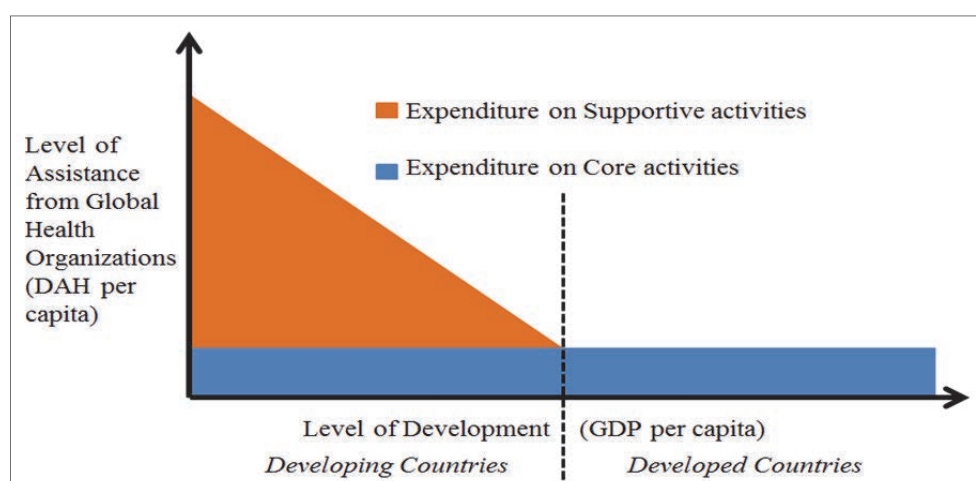 Expenditure on Supportive activities
Expenditure on Core activities
Level of
Assistance
from Global
Health
Organizations
(DAH per
capita)
Level of Development (GDP per capita)
Developing Countries Developed Countries